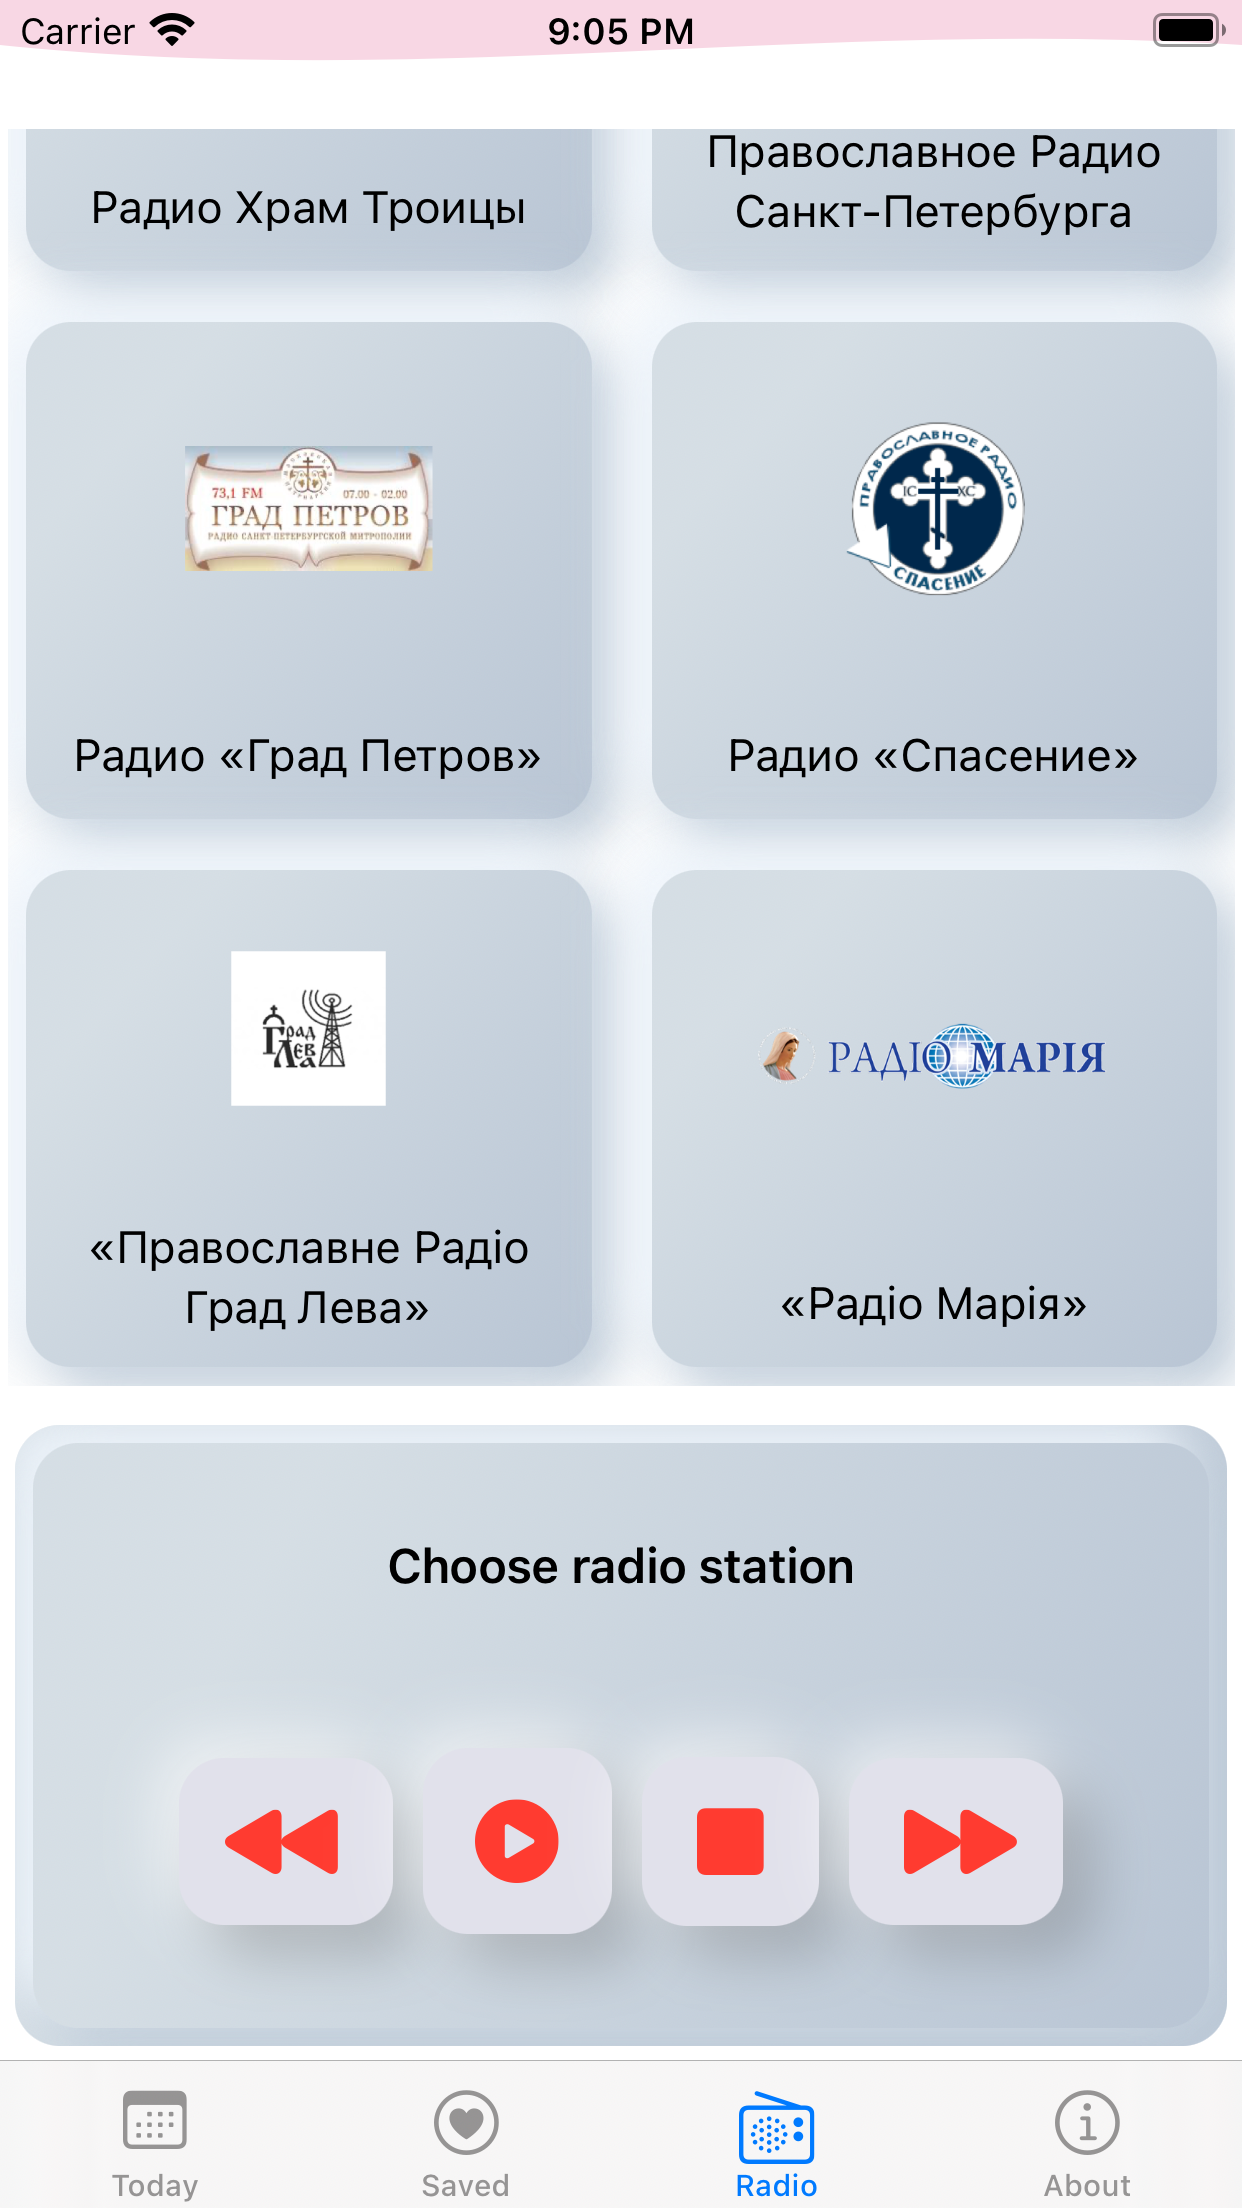 Carrier
9:05 PM
Радио Храм Троицы
Православное Радио
Санкт-Петербурга
73,1 FM
07.00 - 02.00
ГРАД ПЕТРОВ
РАДИО САНКТ-ПЕТЕРБУРГСКОЙ МИТРОПОЛИИ
Радио «Град Петров»
ПРАВОСЛАВНОЕ РАДИО
IC XC
СПАСЕНИЕ
Радио «Спасение»
Град
Лева
«Православне Радіо
Град Лева»
РАДІО МАРІЯ
«Радіо Марія»
Choose radio station
Today
Saved
Radio
About